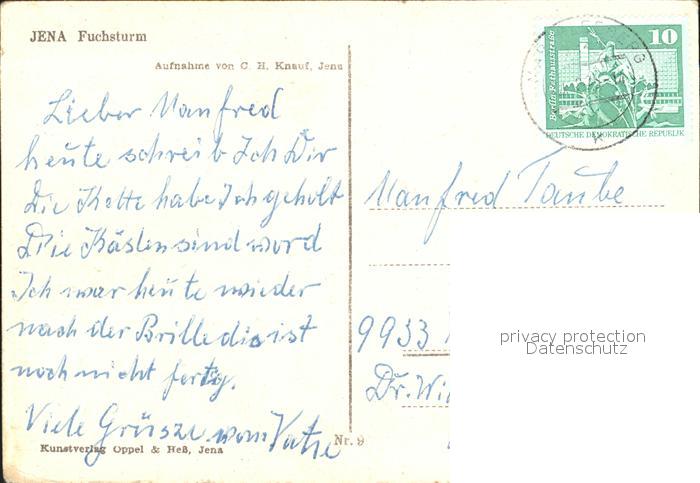 JENA Fuchsturm
Aufnahme von C. H. Knauf, Jena
Lieber Manfred
heute schreib Ich Dir
Die Kette habe Ich geholt
Die Kästen sind word
Ich war heute wieder
nach der Brille die ist
noch nicht fertig.
Viele Grüsze vom Vatie
Nr. 9
Kunstverlag Oppel & Heß, Jena
10
Berlin-Rathausstraße
DEUTSCHE DEMOKRATISCHE REPUBLIK
Manfred Taube
9933
Dr. Wi
privacy protection
Datenschutz